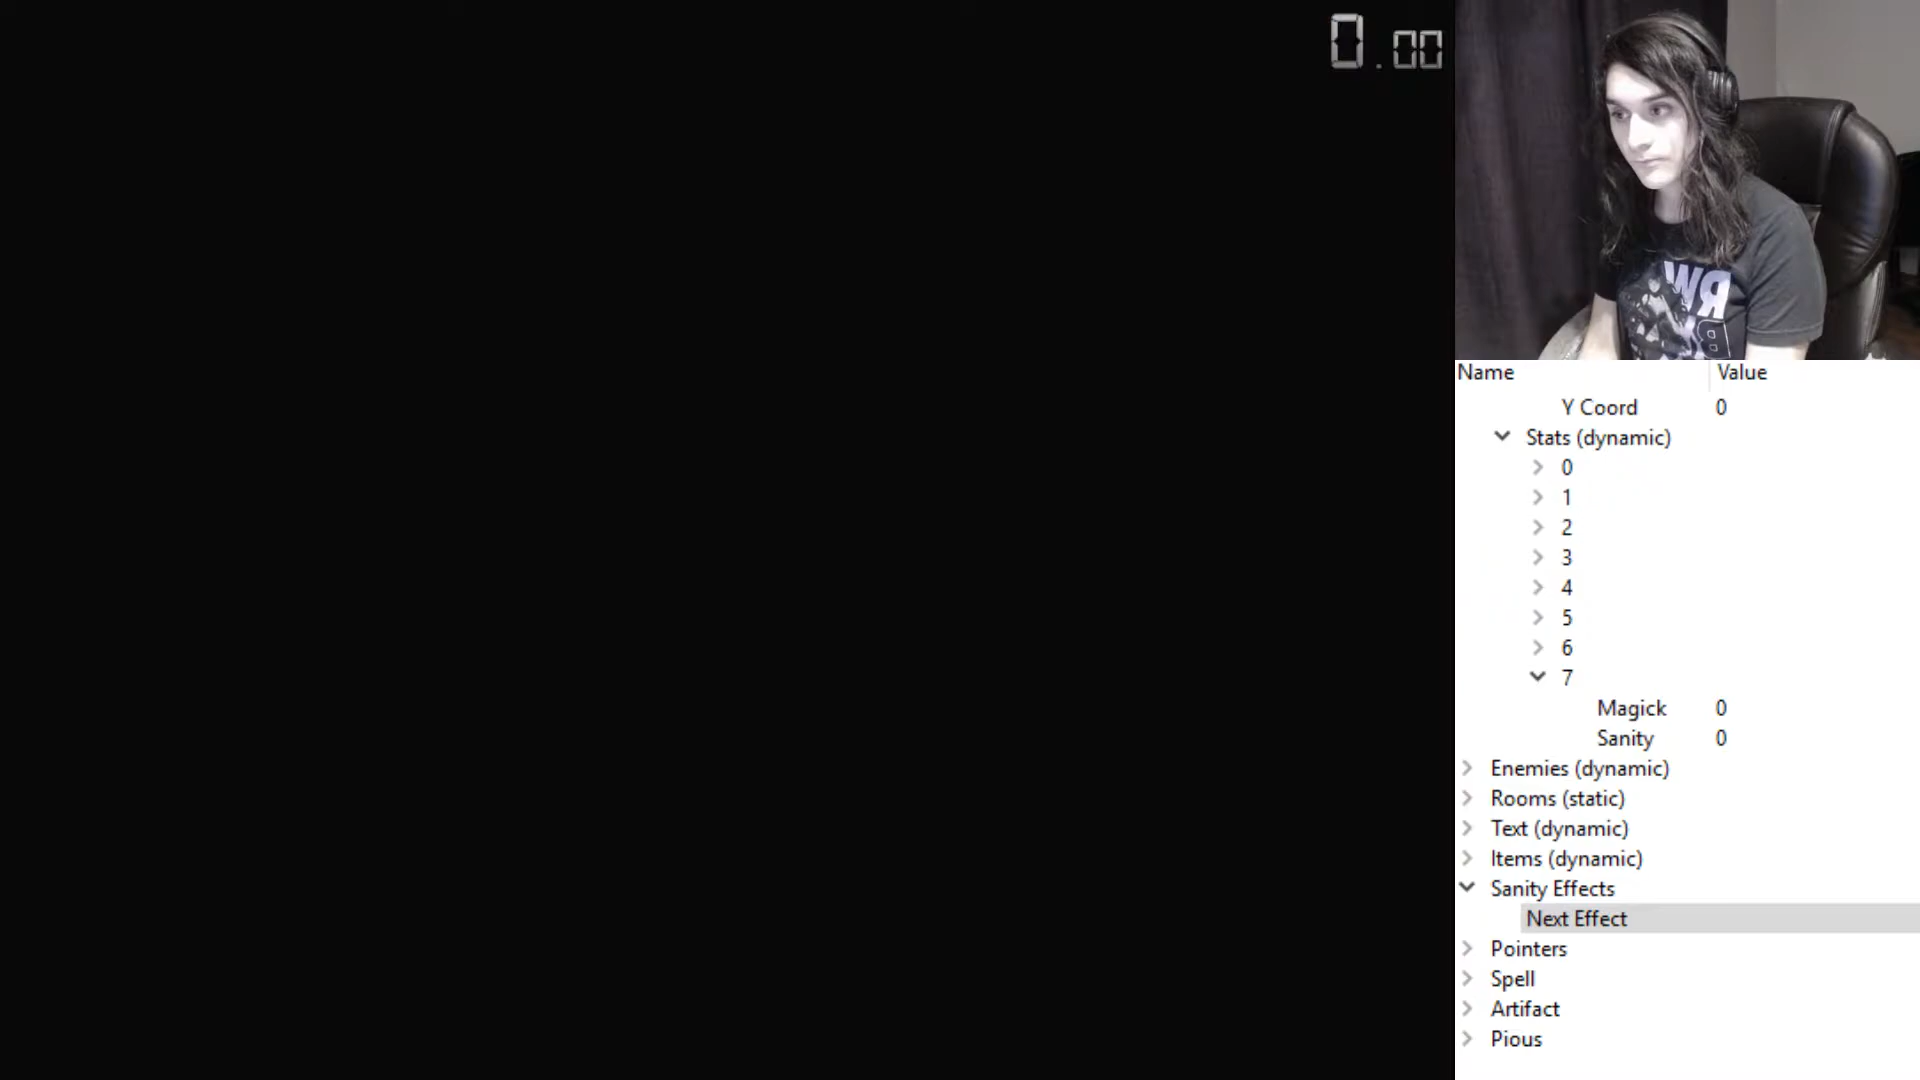 0.00
RW
B
Name Value
Y Coord 0
Stats (dynamic)
0
1
2
3
4
5
6
7
Magick 0
Sanity 0
Enemies (dynamic)
Rooms (static)
Text (dynamic)
Items (dynamic)
Sanity Effects
Next Effect
Pointers
Spell
Artifact
Pious